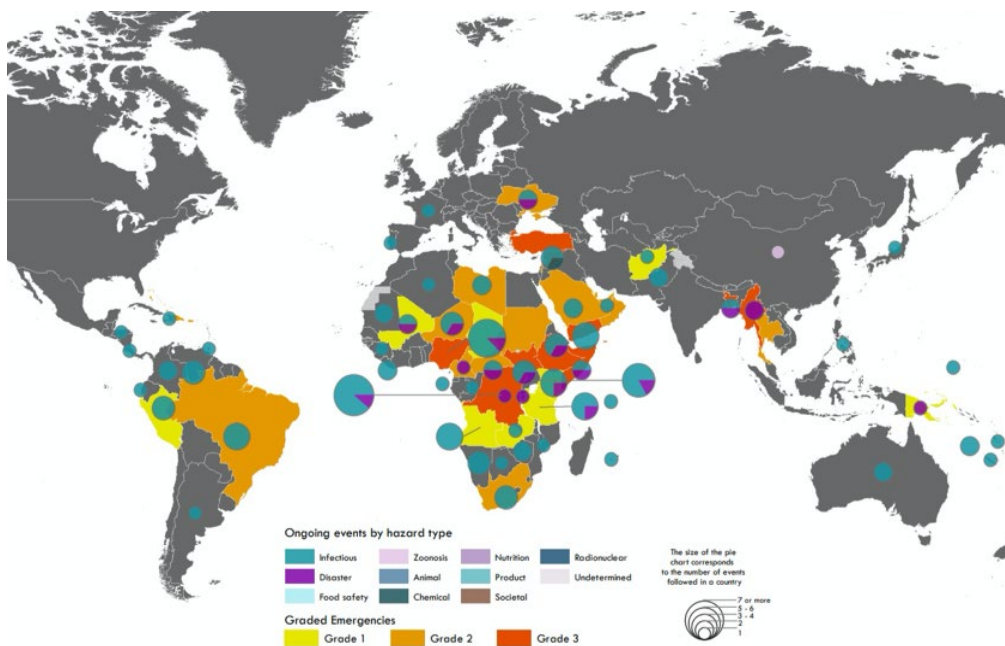 Ongoing events by hazard type
Infectious
Zoonosis
Nutrition
Radionuclear
Disaster
Animal
Product
Undetermined
Food safety
Chemical
Societal
Graded Emergencies
Grade 1
Grade 2
Grade 3
The size of the pie
chart corresponds
to the number of events
followed in a country
7 or more
5 - 6
3 - 4
2
1